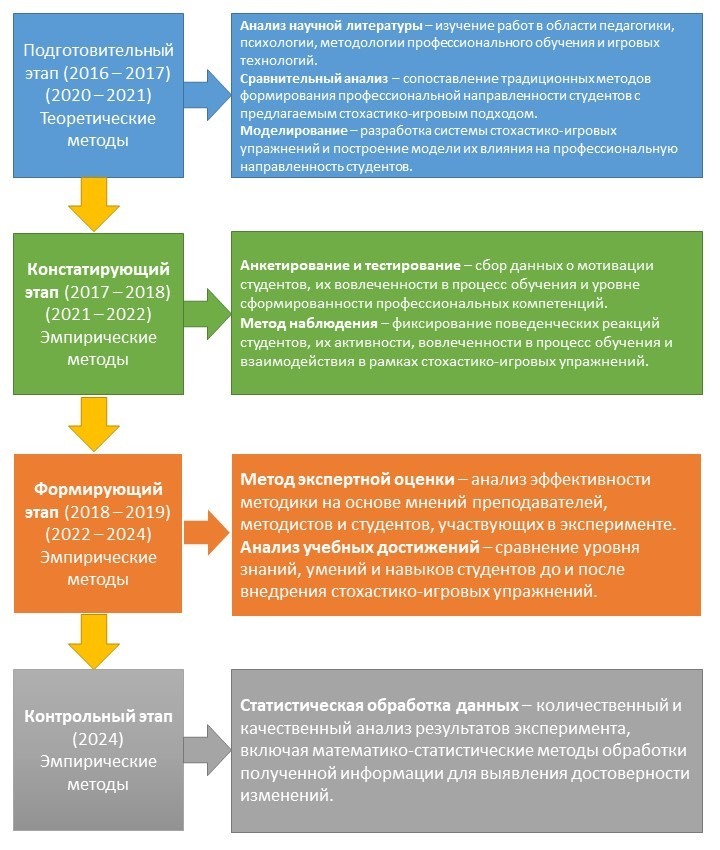 Подготовительный
этап (2016 – 2017)
(2020 – 2021)
Теоретические
методы
Анализ научной литературы – изучение работ в области педагогики,
психологии, методологии профессионального обучения и игровых
технологий.
Сравнительный анализ – сопоставление традиционных методов
формирования профессиональной направленности студентов с
предлагаемым стохастико-игровым подходом.
Моделирование – разработка системы стохастико-игровых
упражнений и построение модели их влияния на профессиональную
направленность студентов.
Констатирующий
этап (2017 – 2018)
(2021 – 2022)
Эмпирические
методы
Анкетирование и тестирование – сбор данных о мотивации
студентов, их вовлеченности в процесс обучения и уровне
сформированности профессиональных компетенций.
Метод наблюдения – фиксирование поведенческих реакций
студентов, их активности, вовлеченности в процесс обучения и
взаимодействия в рамках стохастико-игровых упражнений.
Формирующий
этап (2018 – 2019)
(2022 – 2024)
Эмпирические
методы
Метод экспертной оценки – анализ эффективности
методики на основе мнений преподавателей,
методистов и студентов, участвующих в эксперименте.
Анализ учебных достижений – сравнение уровня
знаний, умений и навыков студентов до и после
внедрения стохастико-игровых упражнений.
Контрольный этап
(2024)
Эмпирические
методы
Статистическая обработка данных – количественный и
качественный анализ результатов эксперимента,
включая математико-статистические методы обработки
полученной информации для выявления достоверности
изменений.